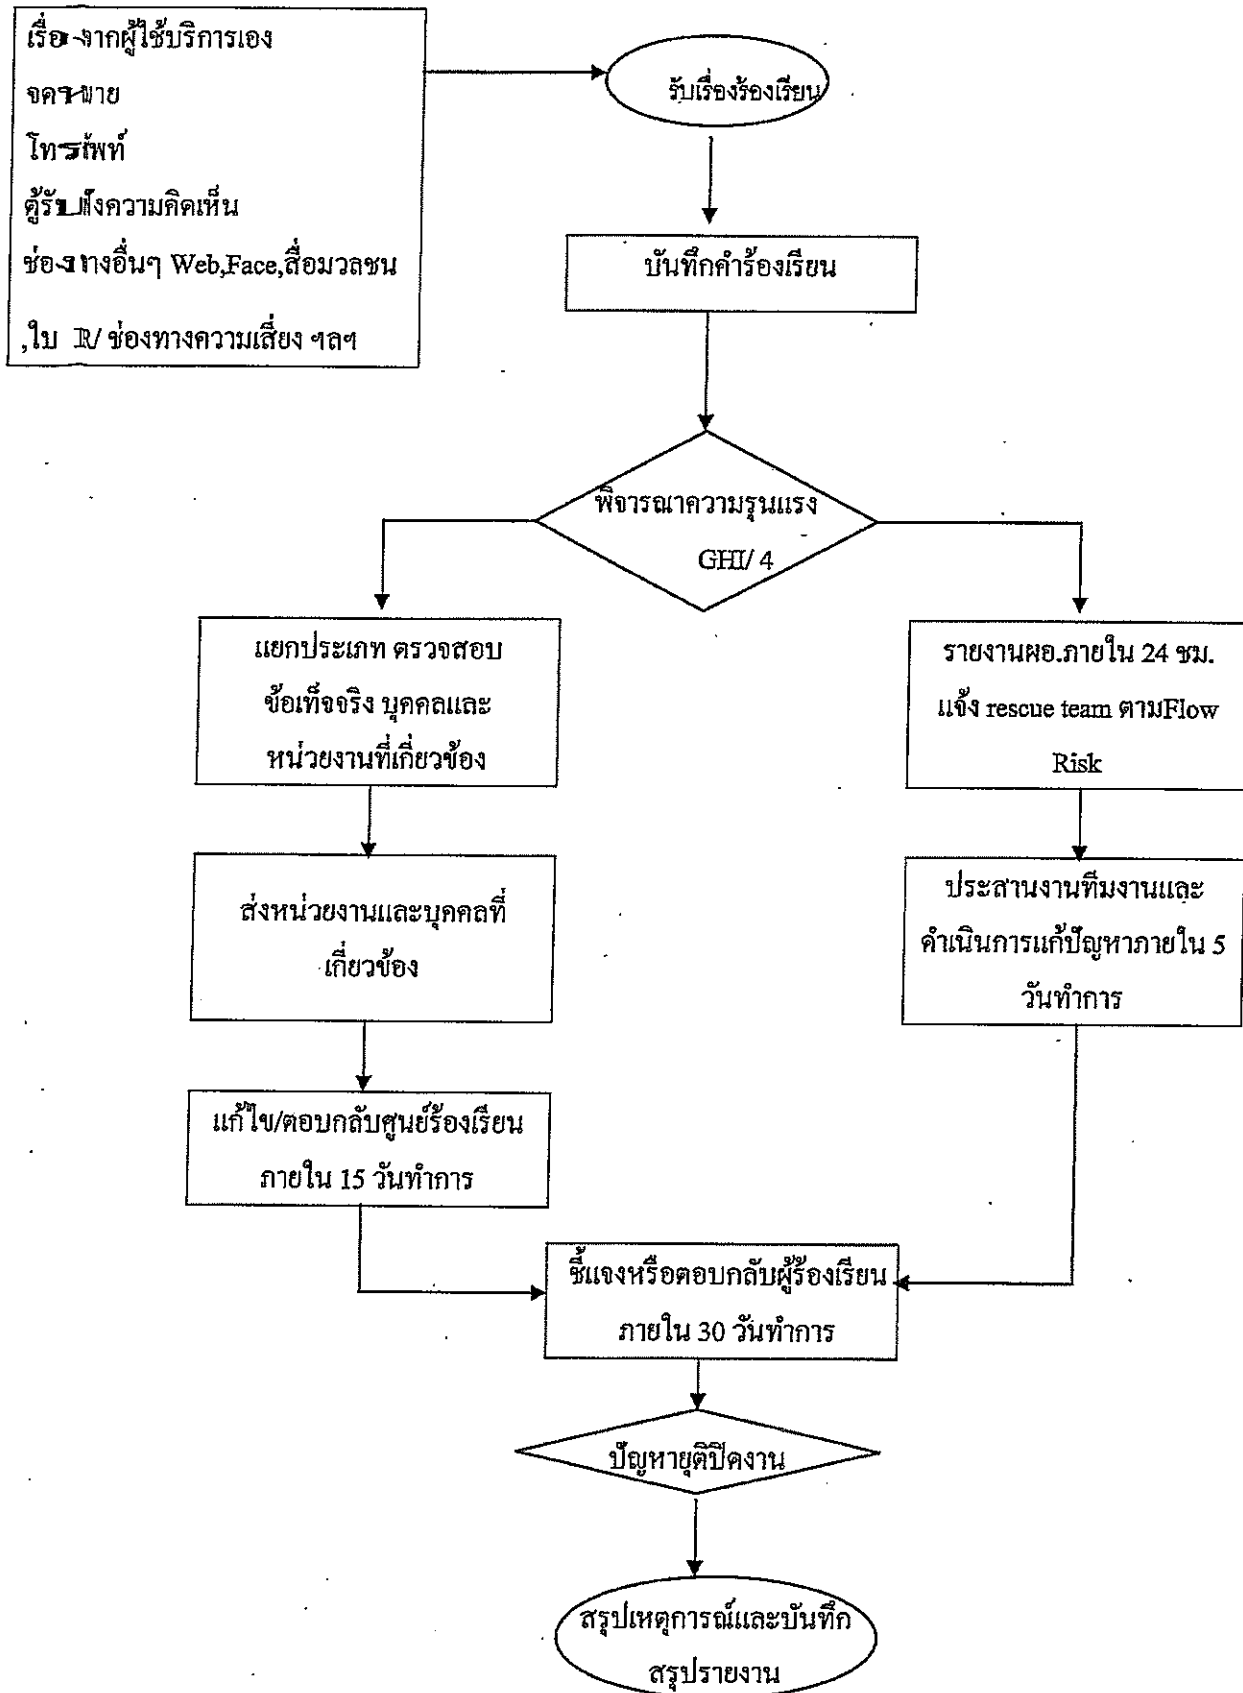 เรื่องจากผู้ใช้บริการเอง
จดหมาย
โทรศัพท์
ตู้รับฟังความคิดเห็น
ช่องทางอื่นๆ Web,Face,สื่อมวลชน
,ใบ IR/ ช่องทางความเสี่ยง ฯลฯ
รับเรื่องร้องเรียน
บันทึกคำร้องเรียน
พิจารณาความรุนแรง
GHI/ 4
แยกประเภท ตรวจสอบ
ข้อเท็จจริง บุคคลและ
หน่วยงานที่เกี่ยวข้อง
รายงานผอ.ภายใน 24 ชม.
แจ้ง rescue team ตามFlow
Risk
ส่งหน่วยงานและบุคคลที่
เกี่ยวข้อง
ประสานงานทีมงานและ
ดำเนินการแก้ปัญหาภายใน 5
วันทำการ
แก้ไข/ตอบกลับศูนย์ร้องเรียน
ภายใน 15 วันทำการ
ชี้แจงหรือตอบกลับผู้ร้องเรียน
ภายใน 30 วันทำการ
ปัญหายุติปิดงาน
สรุปเหตุการณ์และบันทึก
สรุปรายงาน